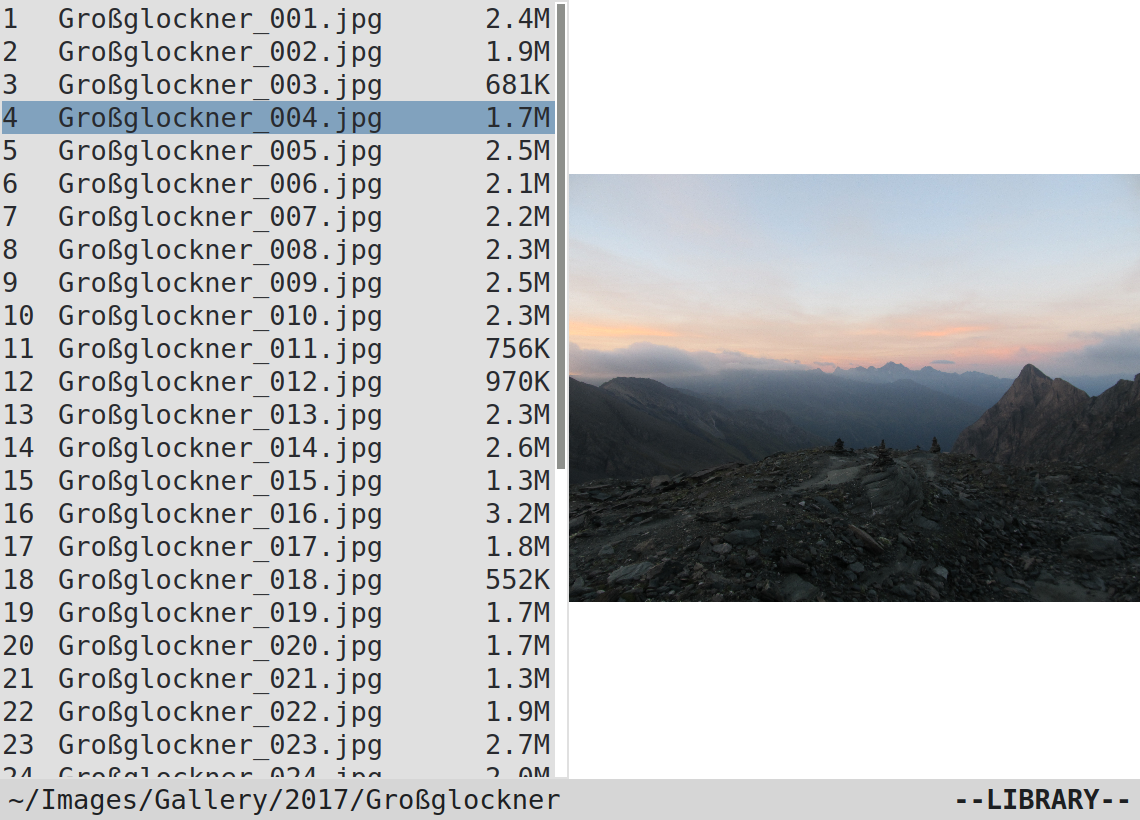 1 Großglockner_001.jpg 2.4M
2 Großglockner_002.jpg 1.9M
3 Großglockner_003.jpg 681K
4 Großglockner_004.jpg 1.7M
5 Großglockner_005.jpg 2.5M
6 Großglockner_006.jpg 2.1M
7 Großglockner_007.jpg 2.2M
8 Großglockner_008.jpg 2.3M
9 Großglockner_009.jpg 2.5M
10 Großglockner_010.jpg 2.3M
11 Großglockner_011.jpg 756K
12 Großglockner_012.jpg 970K
13 Großglockner_013.jpg 2.3M
14 Großglockner_014.jpg 2.6M
15 Großglockner_015.jpg 1.3M
16 Großglockner_016.jpg 3.2M
17 Großglockner_017.jpg 1.8M
18 Großglockner_018.jpg 552K
19 Großglockner_019.jpg 1.7M
20 Großglockner_020.jpg 1.7M
21 Großglockner_021.jpg 1.3M
22 Großglockner_022.jpg 1.9M
23 Großglockner_023.jpg 2.7M
24 Großglockner_024.jpg 2.0M
~/Images/Gallery/2017/Großglockner --LIBRARY--